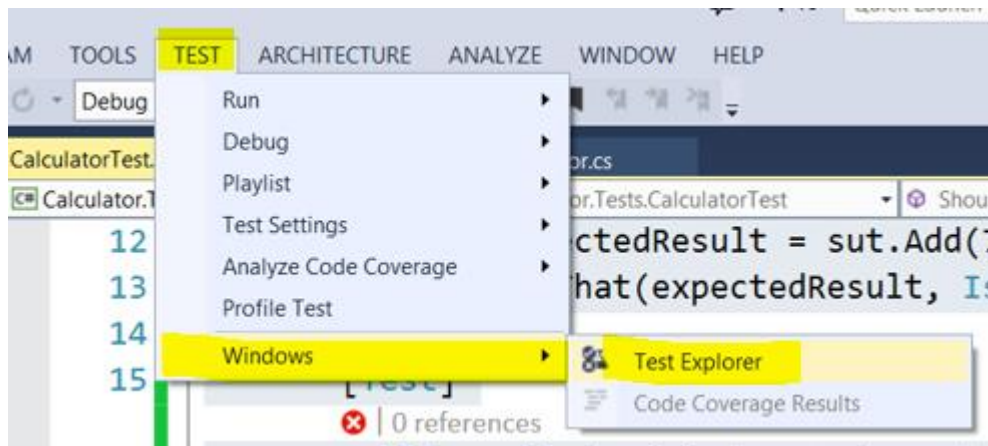 TOOLS TEST ARCHITECTURE ANALYZE WINDOW HELP
Debug Run
Debug
CalculatorTest. or.cs
Playlist
C# Calculator.T or.Tests.CalculatorTest Shou
Test Settings
12 ctedResult = sut.Add(
Analyze Code Coverage
13 hat(expectedResult, Is
Profile Test
14
Windows Test Explorer
15 [Test]
Code Coverage Results
0 references